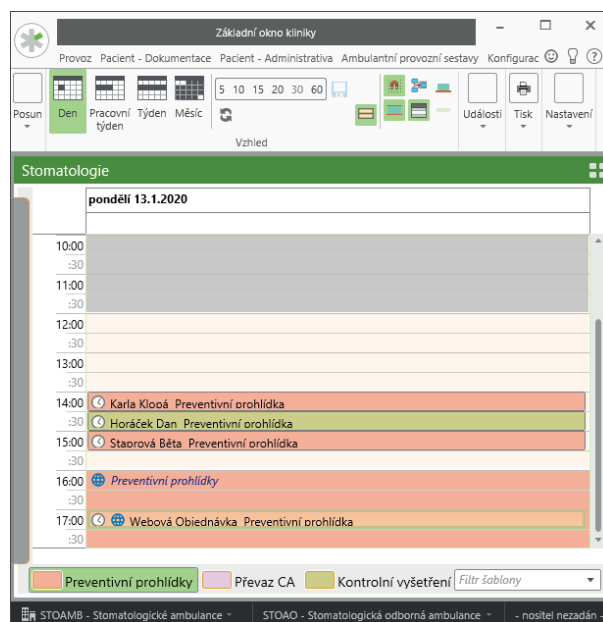 Základní okno kliniky
Provoz Pacient - Dokumentace Pacient - Administrativa Ambulantní provozní sestavy Konfigurac
5 10 15 20 30 60
Posun Den Pracovní týden Týden Měsíc Události Tisk Nastavení
Vzhled
Stomatologie
pondělí 13.1.2020
10:00
:30
11:00
:30
12:00
:30
13:00
:30
14:00 Karla Klopá Preventivní prohlídka
:30 Horáček Dan Preventivní prohlídka
15:00 Staprová Běta Preventivní prohlídka
:30
16:00 Preventivní prohlídky
:30
17:00 Webová Objednávka Preventivní prohlídka
:30
Preventivní prohlídky Převaz CA Kontrolní vyšetření Filtr šablony
STOAMB - Stomatologické ambulance STOAO - Stomatologická odborná ambulance - nositel nezadán -